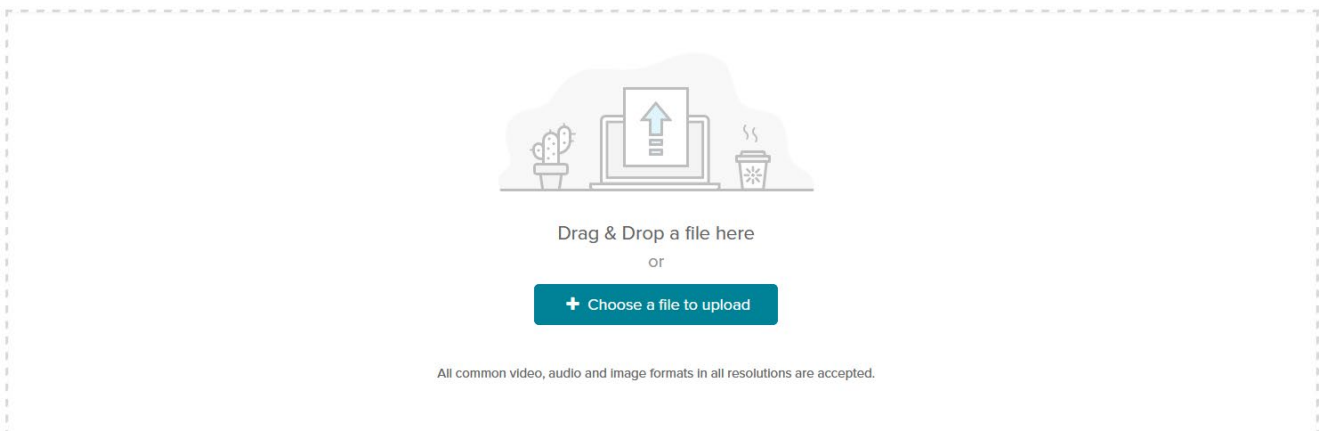 Drag & Drop a file here
or
+ Choose a file to upload
All common video, audio and image formats in all resolutions are accepted.